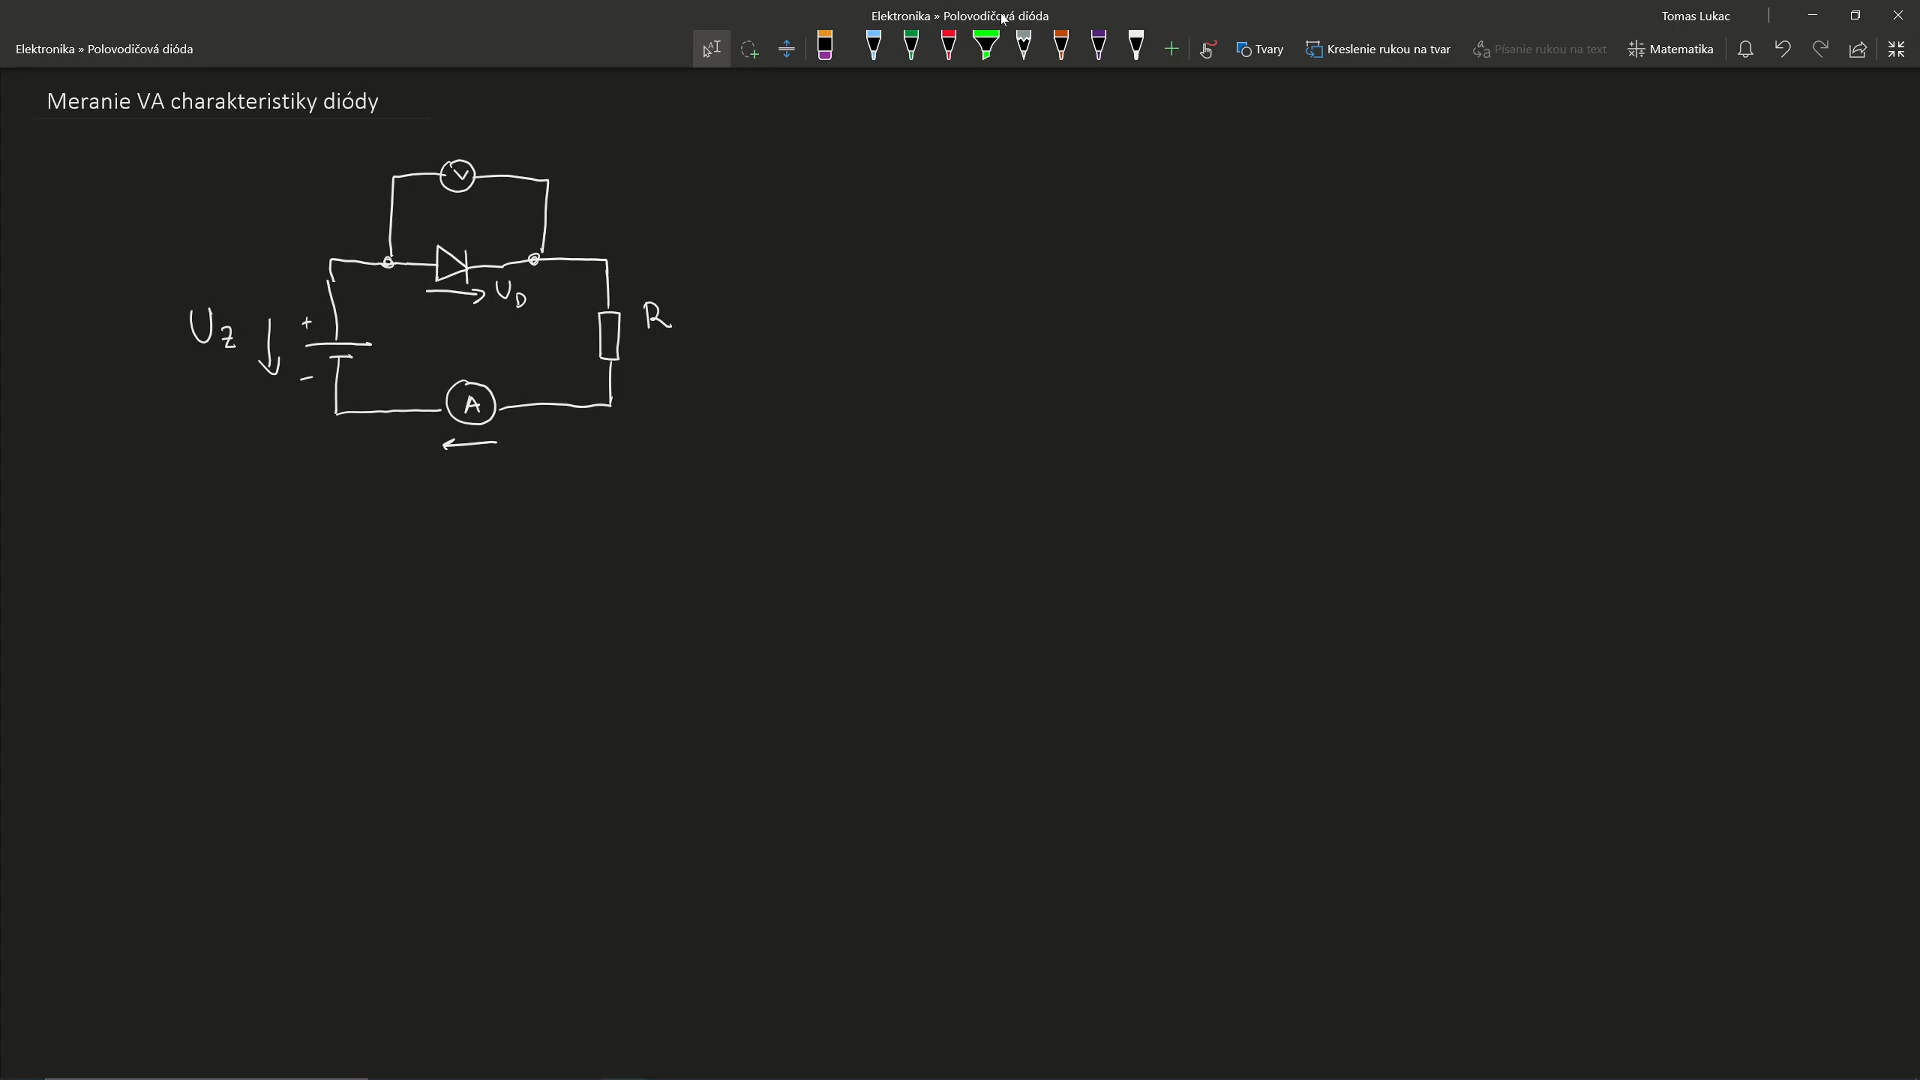 Elektronika » Polovodičová dióda
Tomas Lukac
Elektronika » Polovodičová dióda
Tvary
Kreslenie rukou na tvar
Písanie rukou na text
Matematika
Meranie VA charakteristiky diódy
V
U_D
U_Z
+
-
R
A